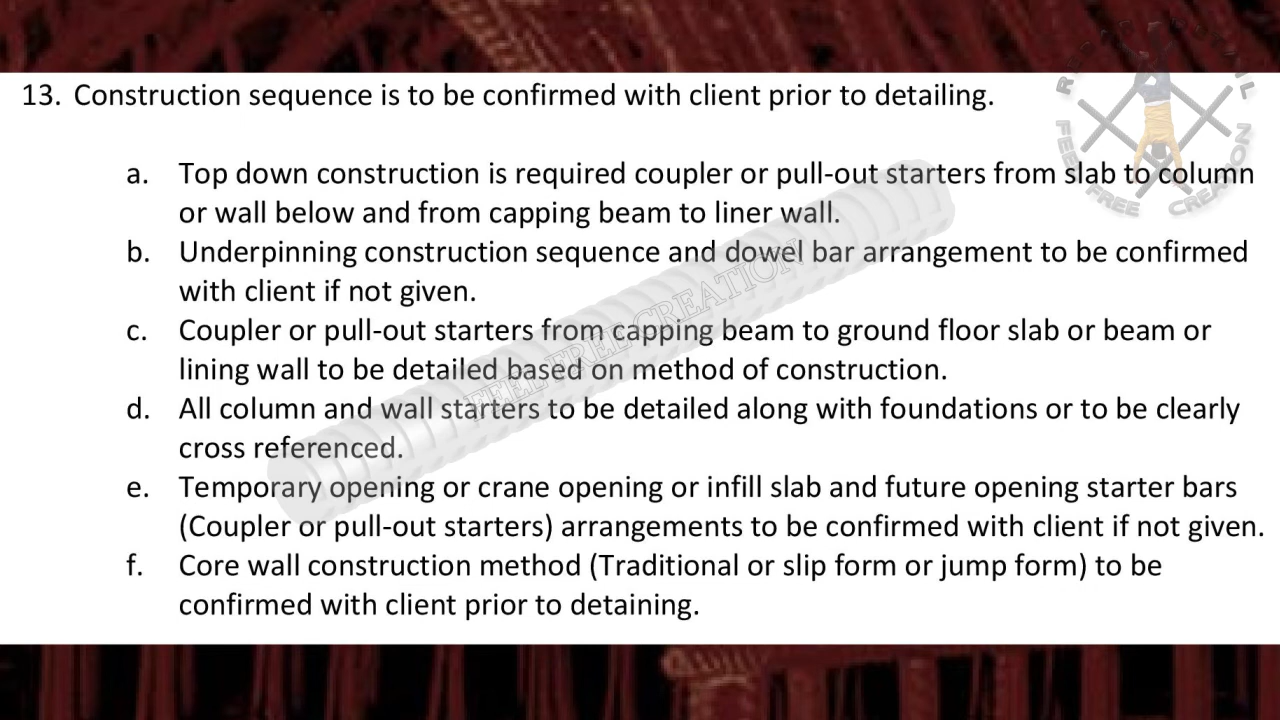 13. Construction sequence is to be confirmed with client prior to detailing.
a. Top down construction is required coupler or pull-out starters from slab to column
or wall below and from capping beam to liner wall.
b. Underpinning construction sequence and dowel bar arrangement to be confirmed
with client if not given.
c. Coupler or pull-out starters from capping beam to ground floor slab or beam or
lining wall to be detailed based on method of construction.
d. All column and wall starters to be detailed along with foundations or to be clearly
cross referenced.
e. Temporary opening or crane opening or infill slab and future opening starter bars
(Coupler or pull-out starters) arrangements to be confirmed with client if not given.
f. Core wall construction method (Traditional or slip form or jump form) to be
confirmed with client prior to detaining.
FEEL FREE CREATION
FEEL FREE CREATION